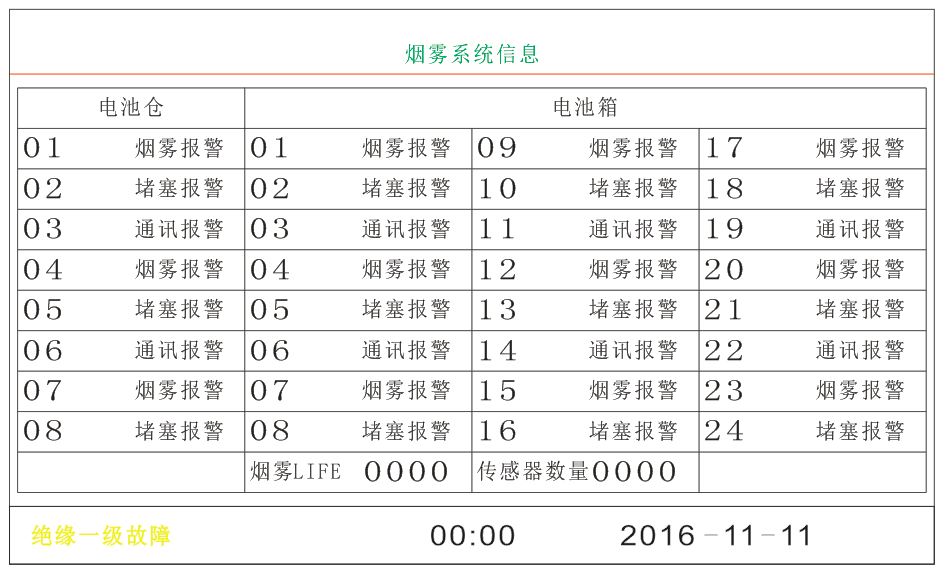 烟雾系统信息
电池仓 电池箱
01 烟雾报警 01 烟雾报警 09 烟雾报警 17 烟雾报警
02 堵塞报警 02 堵塞报警 10 堵塞报警 18 堵塞报警
03 通讯报警 03 通讯报警 11 通讯报警 19 通讯报警
04 烟雾报警 04 烟雾报警 12 烟雾报警 20 烟雾报警
05 堵塞报警 05 堵塞报警 13 堵塞报警 21 堵塞报警
06 通讯报警 06 通讯报警 14 通讯报警 22 通讯报警
07 烟雾报警 07 烟雾报警 15 烟雾报警 23 烟雾报警
08 堵塞报警 08 堵塞报警 16 堵塞报警 24 堵塞报警
烟雾LIFE 0000 传感器数量0000
绝缘一级故障 00:00 2016-11-11